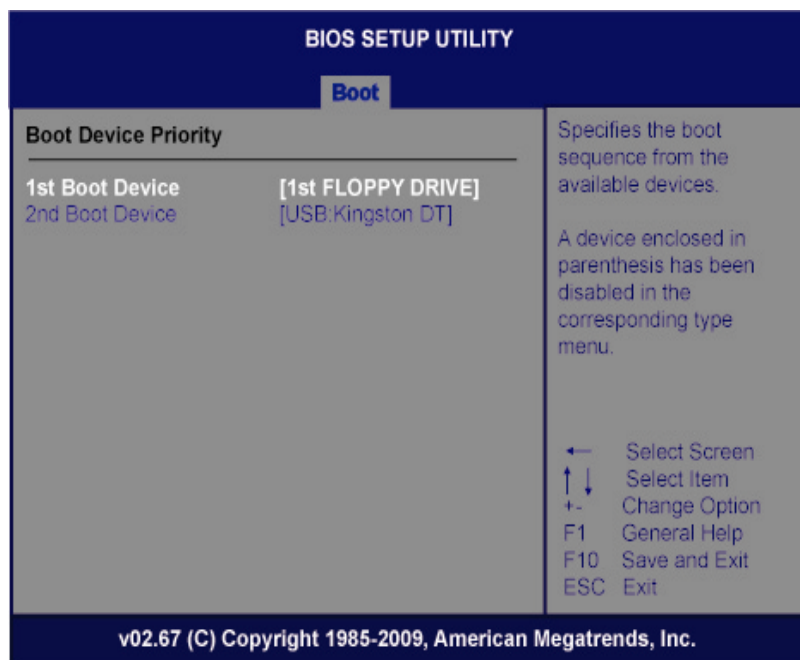 BIOS SETUP UTILITY
Boot
Boot Device Priority
1st Boot Device [1st FLOPPY DRIVE]
2nd Boot Device [USB:Kingston DT]
Specifies the boot
sequence from the
available devices.
A device enclosed in
parenthesis has been
disabled in the
corresponding type
menu.
← Select Screen
↑↓ Select Item
+- Change Option
F1 General Help
F10 Save and Exit
ESC Exit
v02.67 (C) Copyright 1985-2009, American Megatrends, Inc.